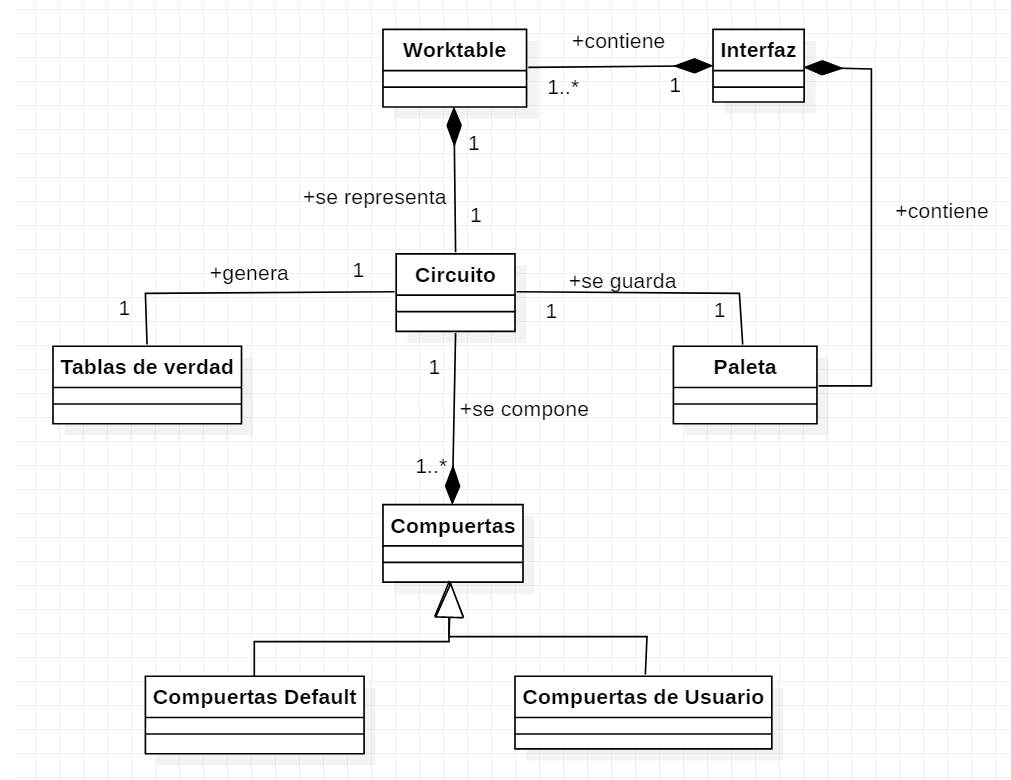 Worktable
+contiene
Interfaz
1..*
1
1
+se representa
1
+contiene
+genera
1
1
Circuito
+se guarda
1
1
Tablas de verdad
Paleta
1
+se compone
1..*
Compuertas
Compuertas Default
Compuertas de Usuario